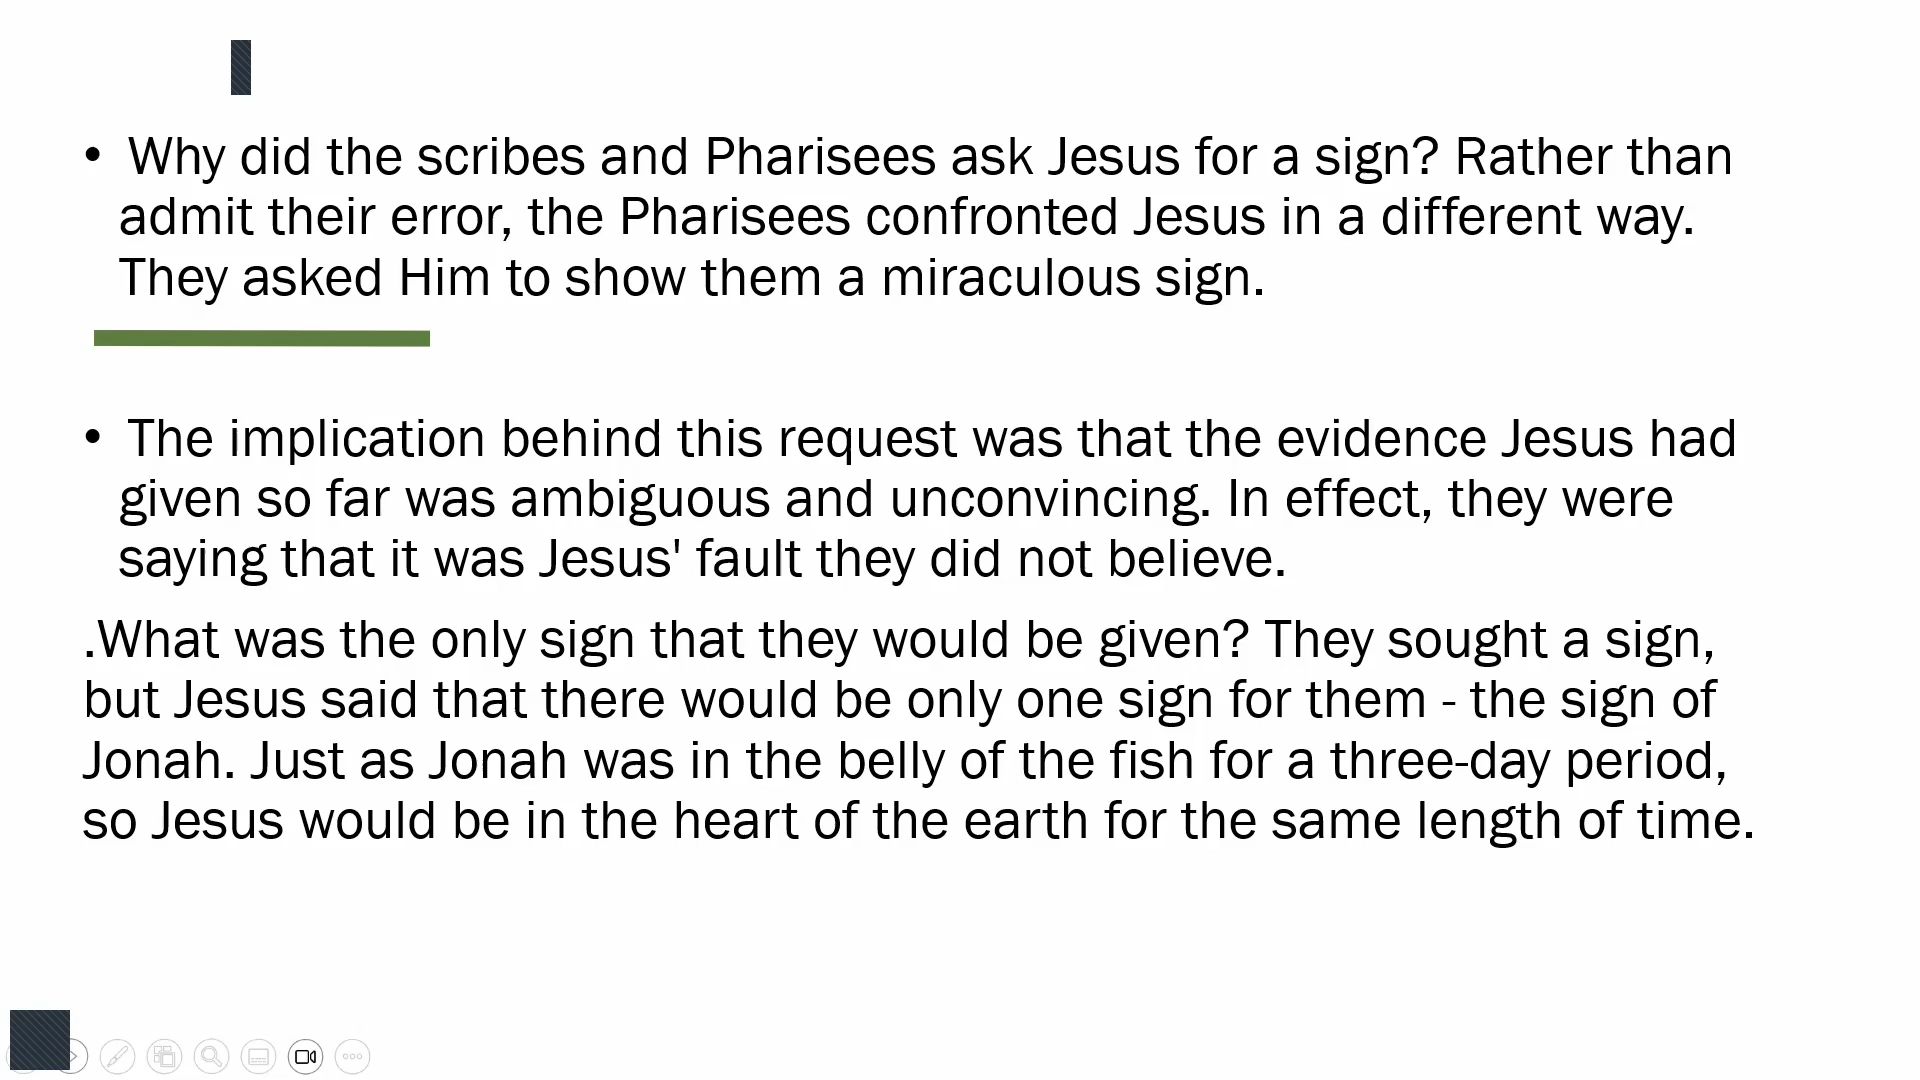 • Why did the scribes and Pharisees ask Jesus for a sign? Rather than
admit their error, the Pharisees confronted Jesus in a different way.
They asked Him to show them a miraculous sign.
• The implication behind this request was that the evidence Jesus had
given so far was ambiguous and unconvincing. In effect, they were
saying that it was Jesus' fault they did not believe.
.What was the only sign that they would be given? They sought a sign,
but Jesus said that there would be only one sign for them - the sign of
Jonah. Just as Jonah was in the belly of the fish for a three-day period,
so Jesus would be in the heart of the earth for the same length of time.